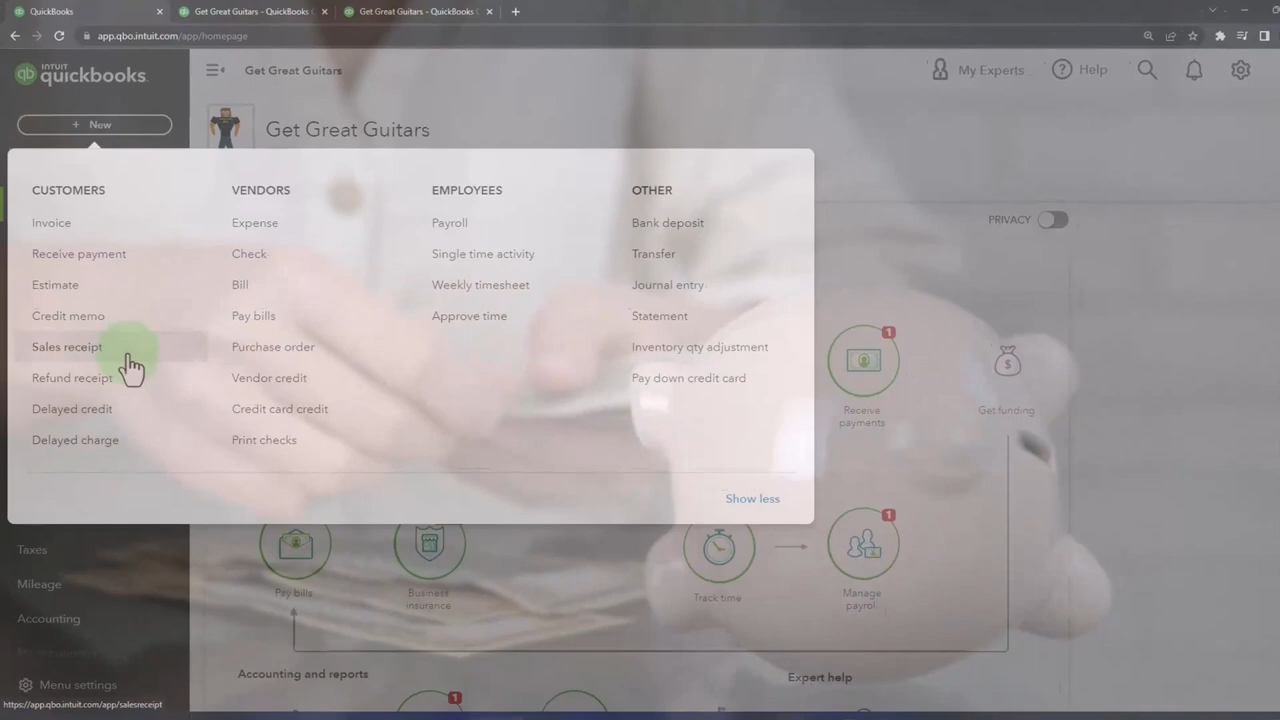 QuickBooks
Get Great Guitars - QuickBooks
Get Great Guitars - QuickBooks
app.qbo.intuit.com/app/homepage
INTUIT
quickbooks.
Get Great Guitars
My Experts
Help
+ New
Get Great Guitars
CUSTOMERS
Invoice
Receive payment
Estimate
Credit memo
Sales receipt
Refund receipt
Delayed credit
Delayed charge
VENDORS
Expense
Check
Bill
Pay bills
Purchase order
Vendor credit
Credit card credit
Print checks
EMPLOYEES
Payroll
Single time activity
Weekly timesheet
Approve time
OTHER
Bank deposit
Transfer
Journal entry
Statement
Inventory qty adjustment
Pay down credit card
Show less
PRIVACY
1
Receive
payments
Get funding
Pay bills
Business
insurance
Track time
1
Manage
payroll
Taxes
Mileage
Accounting
Menu settings
Accounting and reports
1
Expert help
https://app.qbo.intuit.com/app/salesreceipt